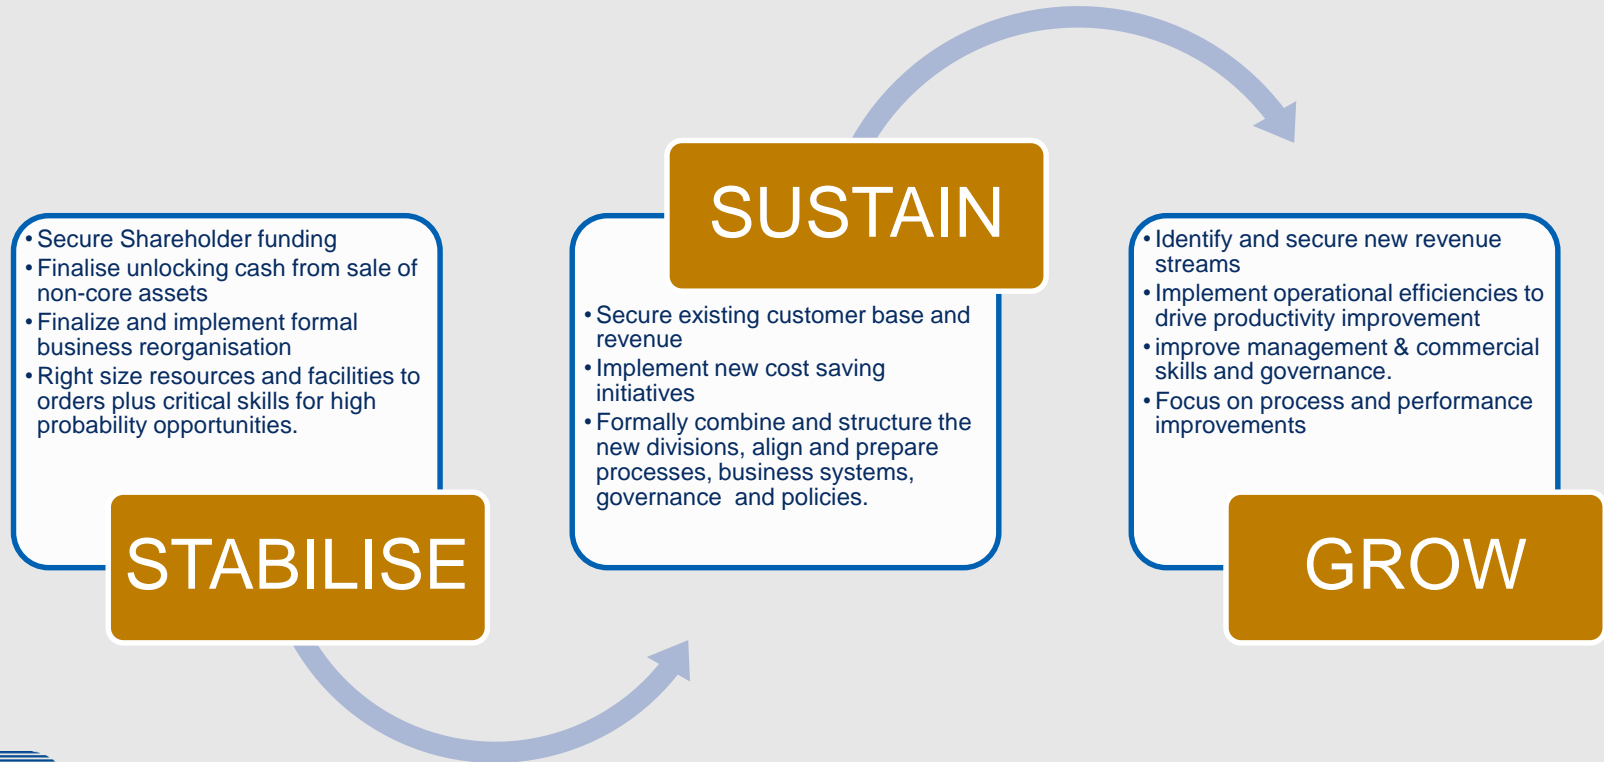 • Secure Shareholder funding
• Finalise unlocking cash from sale of
non-core assets
• Finalize and implement formal
business reorganisation
• Right size resources and facilities to
orders plus critical skills for high
probability opportunities.
STABILISE
SUSTAIN
• Secure existing customer base and
revenue
• Implement new cost saving
initiatives
• Formally combine and structure the
new divisions, align and prepare
processes, business systems,
governance  and policies.
• Identify and secure new revenue
streams
• Implement operational efficiencies to
drive productivity improvement
• improve management & commercial
skills and governance.
• Focus on process and performance
improvements
GROW